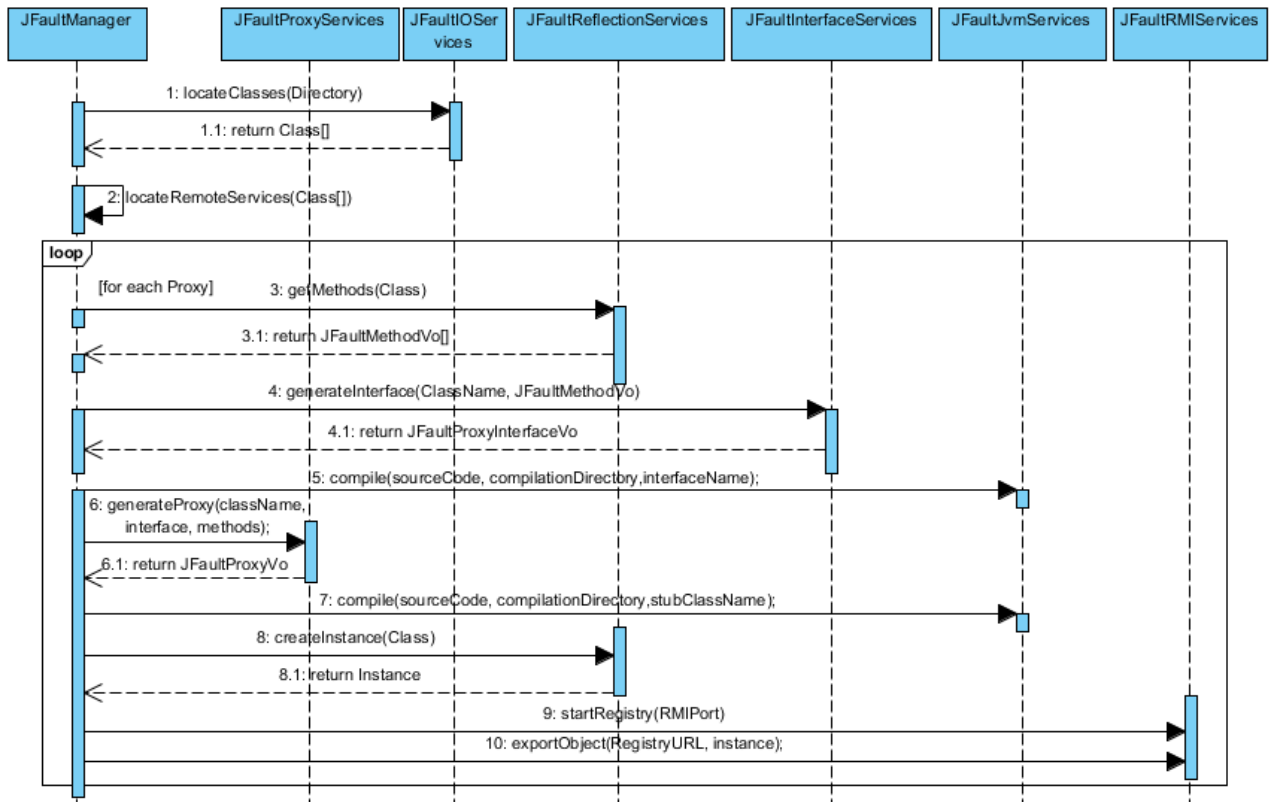 JFaultManager
JFaultProxyServices
JFaultIOSer
vices
JFaultReflectionServices
JFaultInterfaceServices
JFaultJvmServices
JFaultRMIServices
1: locateClasses(Directory)
1.1: return Class[]
2: locateRemoteServices(Class[])
loop
[for each Proxy]
3: getMethods(Class)
3.1: return JFaultMethodVo[]
4: generateInterface(ClassName, JFaultMethodVo)
4.1: return JFaultProxyInterfaceVo
5: compile(sourceCode, compilationDirectory,interfaceName);
6: generateProxy(className,
interface, methods);
6.1: return JFaultProxyVo
7: compile(sourceCode, compilationDirectory,stubClassName);
8: createInstance(Class)
8.1: return Instance
9: startRegistry(RMIPort)
10: exportObject(RegistryURL, instance);